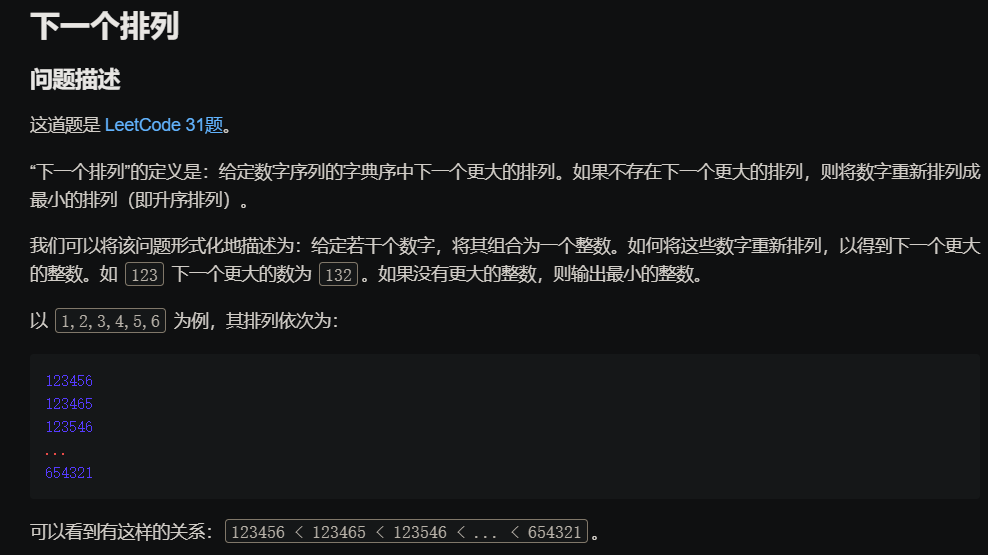 下一个排列
问题描述
这道题是 LeetCode 31题。
“下一个排列”的定义是：给定数字序列的字典序中下一个更大的排列。如果不存在下一个更大的排列，则将数字重新排列成
最小的排列（即升序排列）。
我们可以将该问题形式化地描述为：给定若干个数字，将其组合为一个整数。如何将这些数字重新排列，以得到下一个更大
的整数。如 123 下一个更大的数为 132 。如果没有更大的整数，则输出最小的整数。
以 1,2,3,4,5,6 为例，其排列依次为：
123456
123465
123546
...
654321
可以看到有这样的关系： 123456 < 123465 < 123546 < ... < 654321 。